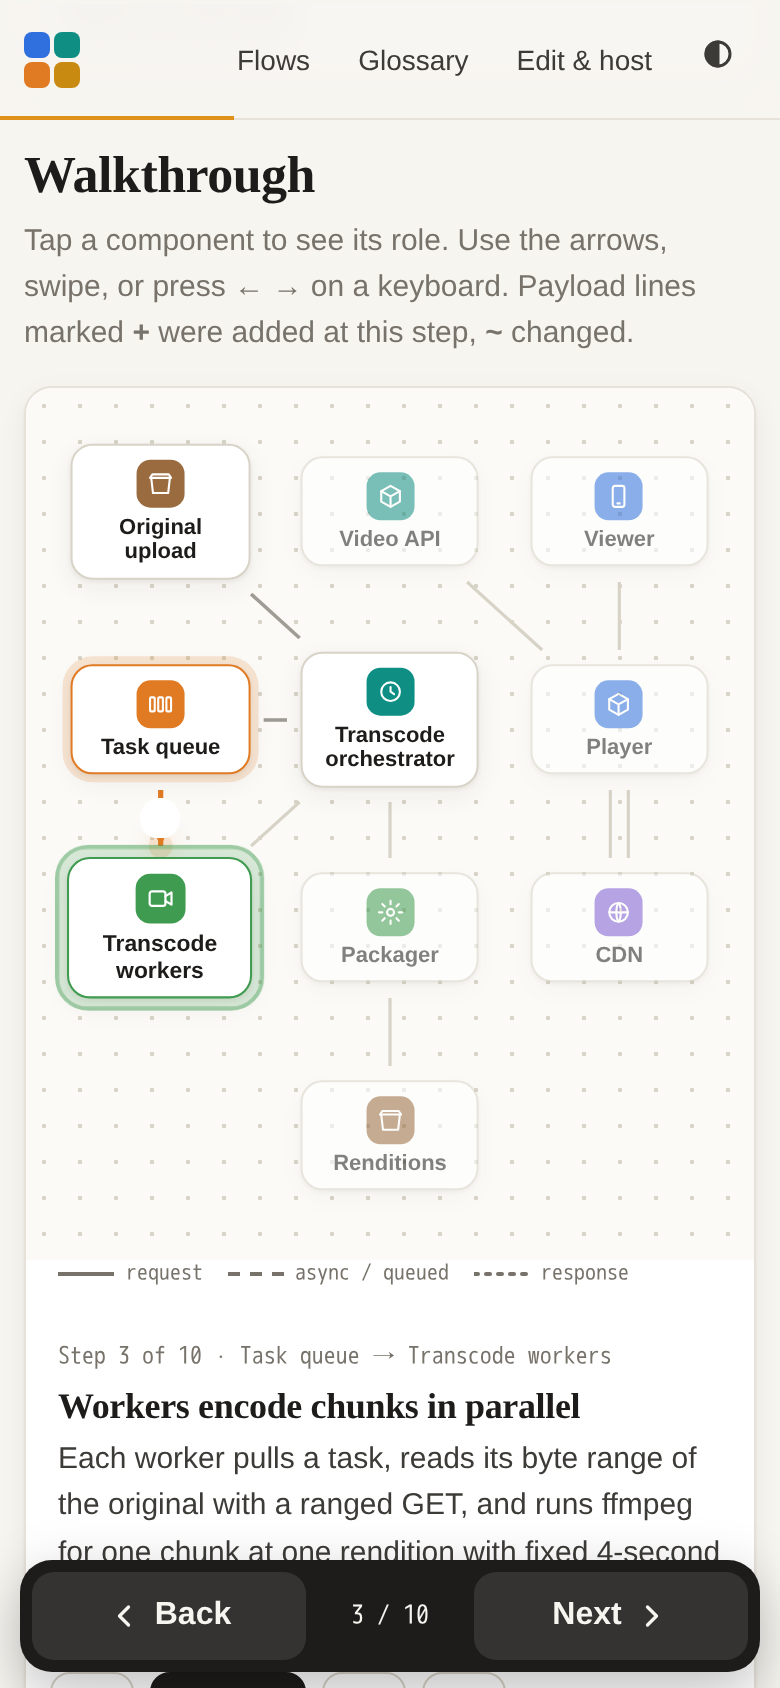 Flows Glossary Edit & host
Walkthrough
Tap a component to see its role. Use the arrows,
swipe, or press ← → on a keyboard. Payload lines
marked + were added at this step, ~ changed.
Original
upload
Video API
Viewer
Task queue
Transcode
orchestrator
Player
Transcode
workers
Packager
CDN
Renditions
request async / queued response
Step 3 of 10 · Task queue → Transcode workers
Workers encode chunks in parallel
Each worker pulls a task, reads its byte range of
the original with a ranged GET, and runs ffmpeg
for one chunk at one rendition with fixed 4-second
Back 3 / 10 Next